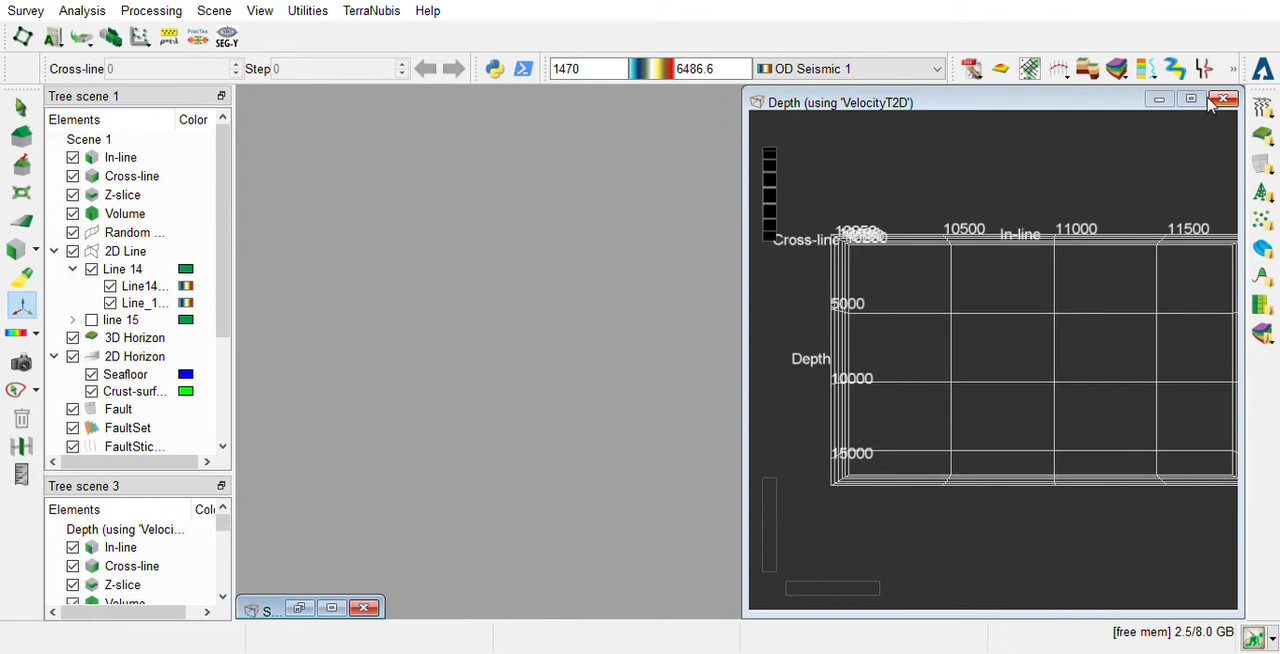 Survey Analysis Processing Scene View Utilities TerraNubis Help
SEG-Y
Cross-line 0 Step 0 1470 6486.6 OD Seismic 1 »
Tree scene 1
Elements Color
Scene 1
In-line
Cross-line
Z-slice
Volume
Random ...
2D Line
Line 14
Line14...
Line_1...
line 15
3D Horizon
2D Horizon
Seafloor
Crust-surf...
Fault
FaultSet
FaultStic...
Tree scene 3
Elements Col
Depth (using 'Veloci...
In-line
Cross-line
Z-slice
Volume
S...
Depth (using 'VelocityT2D')
10500 11000 11500
Cross-line In-line
5000
Depth
10000
15000
[free mem] 2.5/8.0 GB